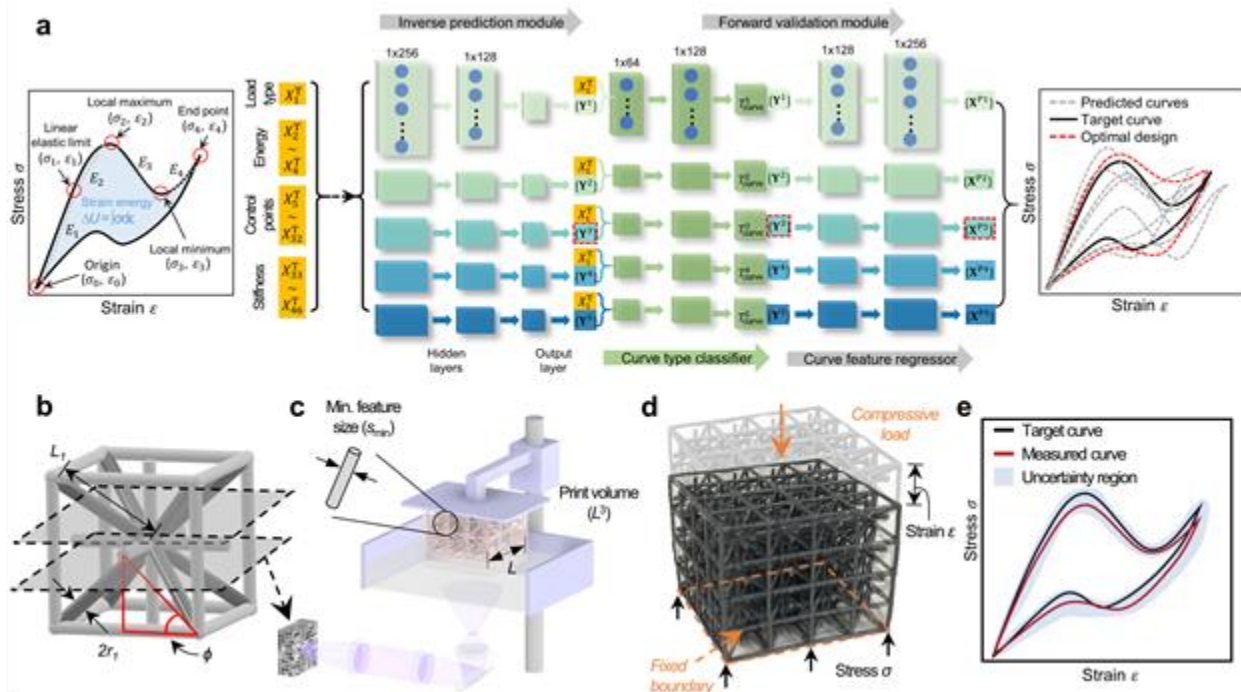 a
Inverse prediction module
Forward validation module
1x256
1x128
1x64
1x128
1x128
1x256
Stress σ
Linear
elastic limit
(σ₁, ε₁)
Local maximum
(σ₂, ε₂)
End point
(σ₄, ε₄)
E₁
E₂
E₃
E₄
Strain energy
Local minimum
(σ₃, ε₃)
Origin
(σ₀, ε₀)
Strain ε
Load
type
Energy
Control
points
Stiffness
Hidden
layers
Output
layer
Curve type classifier
Curve feature regressor
Stress σ
Predicted curves
Target curve
Optimal design
Strain ε
b
L₁
2r₁
ϕ
c
Min. feature
size (s_min)
Print volume
(L³)
L
d
Compressive
load
Strain ε
Fixed
boundary
Stress σ
e
Target curve
Measured curve
Uncertainty region
Stress σ
Strain ε